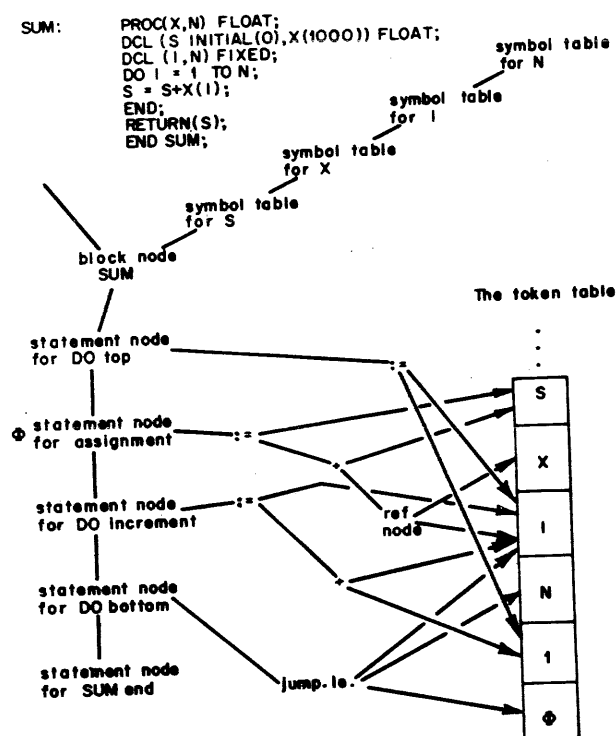 SUM: PROC(X,N) FLOAT;
DCL (S INITIAL(0),X(1000)) FLOAT;
DCL (I,N) FIXED;
DO I = 1 TO N;
S = S+X(I);
END;
RETURN(S);
END SUM;
symbol table
for N
symbol table
for I
symbol table
for X
symbol table
for S
block node
SUM
The token table
statement node
for DO top
:=
S
Φ statement node
for assignment
:=
+
X
statement node
for DO increment
:=
ref
node
I
statement node
for DO bottom
+
N
1
statement node
for SUM end
jump.le.
Φ